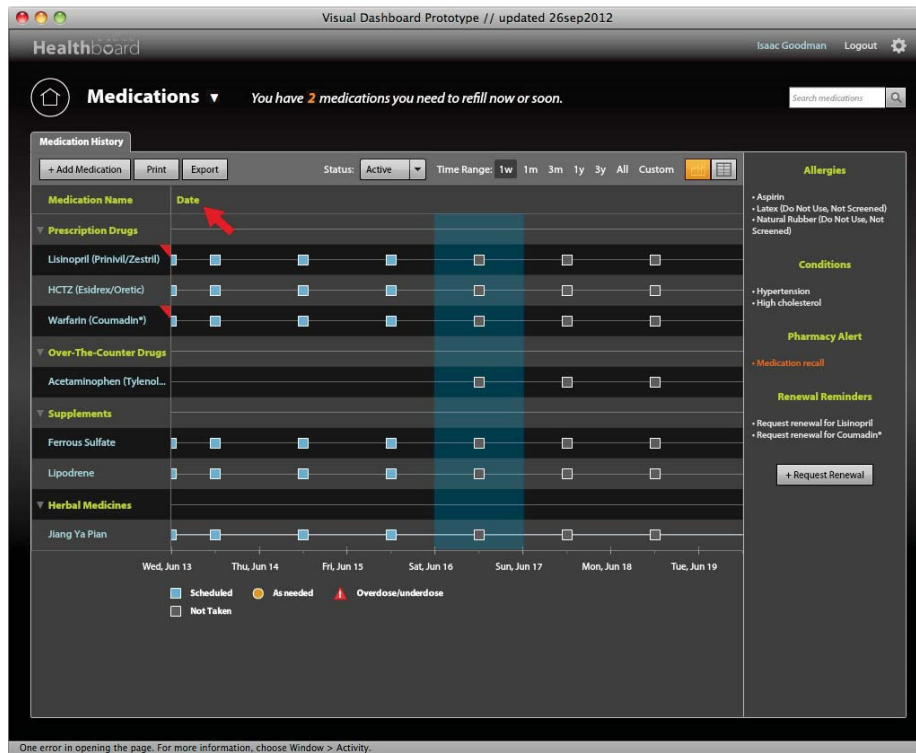 Visual Dashboard Prototype // updated 26sep2012
Healthboard
Isaac Goodman Logout
Medications ▼
You have 2 medications you need to refill now or soon.
Search medications
Medication History
+ Add Medication Print Export
Status: Active Time Range: 1w 1m 3m 1y 3y All Custom
Medication Name Date
Prescription Drugs
Lisinopril (Prinivil/Zestril)
HCTZ (Esidrex/Oretic)
Warfarin (Coumadin*)
Over-The-Counter Drugs
Acetaminophen (Tylenol...
Supplements
Ferrous Sulfate
Lipodrene
Herbal Medicines
Jiang Ya Pian
Wed, Jun 13 Thu, Jun 14 Fri, Jun 15 Sat, Jun 16 Sun, Jun 17 Mon, Jun 18 Tue, Jun 19
Scheduled As needed Overdose/underdose
Not Taken
Allergies
• Aspirin
• Latex (Do Not Use, Not Screened)
• Natural Rubber (Do Not Use, Not
Screened)
Conditions
• Hypertension
• High cholesterol
Pharmacy Alert
• Medication recall
Renewal Reminders
• Request renewal for Lisinopril
• Request renewal for Coumadin*
+ Request Renewal
One error in opening the page. For more information, choose Window > Activity.